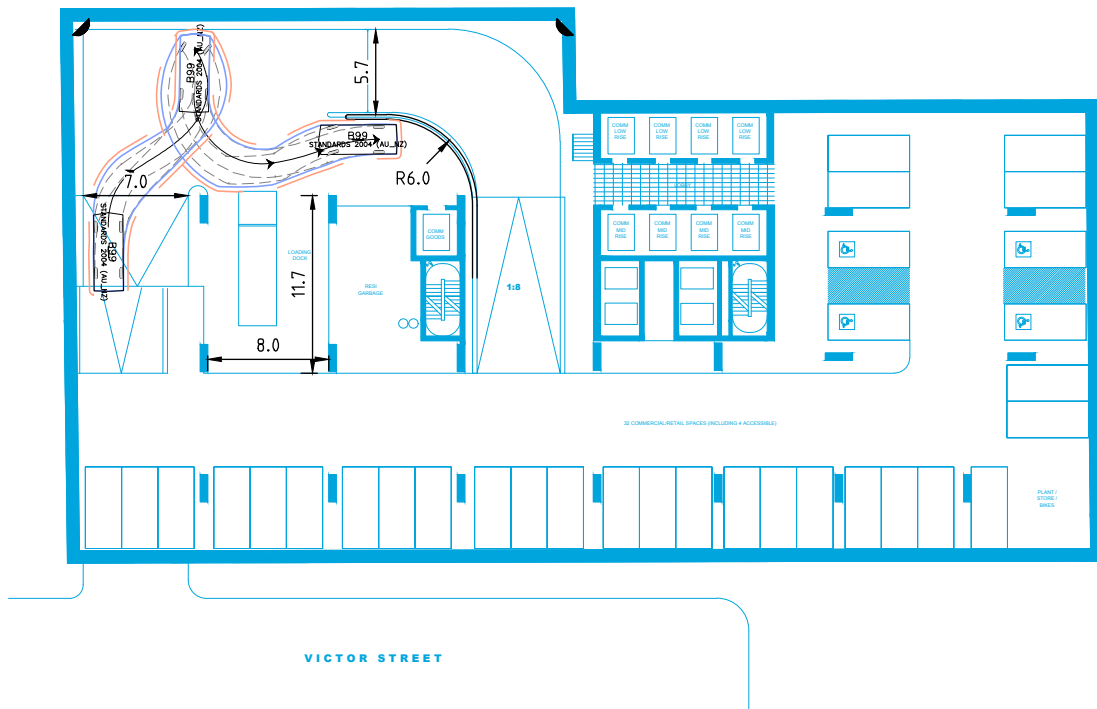 B99
STANDARDS 2004 (AU_NZ)
5.7
B99
STANDARDS 2004 (AU_NZ)
R6.0
7.0
B99
STANDARDS 2004 (AU_NZ)
COMM
LOW
RISE
COMM
LOW
RISE
COMM
LOW
RISE
COMM
LOW
RISE
LOBBY
COMM
MID
RISE
COMM
MID
RISE
COMM
MID
RISE
COMM
MID
RISE
COMM
GOODS
LOADING
DOCK
11.7
RESI
GARBAGE
1:8
8.0
32 COMMERCIAL/RETAIL SPACES (INCLUDING 4 ACCESSIBLE)
PLANT /
STORE /
BIKES
VICTOR STREET